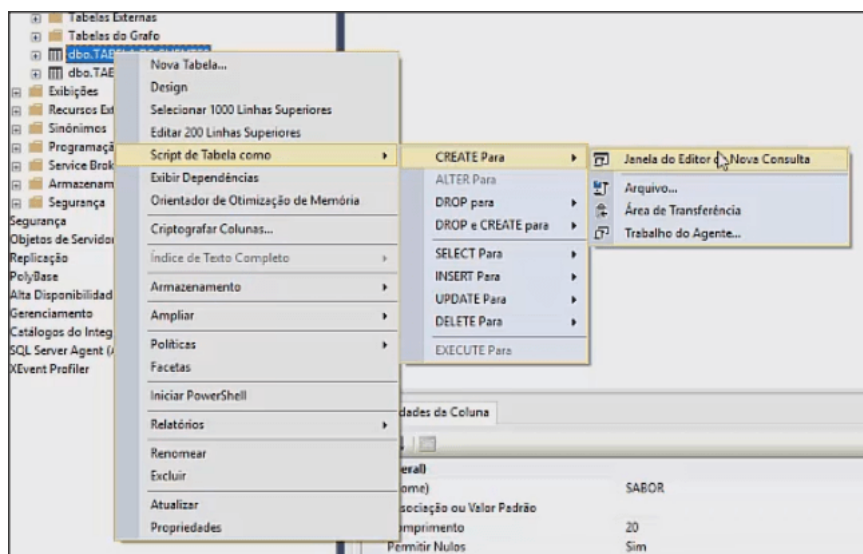 Tabelas Externas
Tabelas do Grafo
dbo.TABELA DE CLIENTES
dbo.TAB
Exibições
Recursos Ext
Sinônimos
Programaçã
Service Brok
Armazenam
Segurança
Segurança
Objetos de Servidor
Replicação
PolyBase
Alta Disponibilidad
Gerenciamento
Catálogos do Integ
SQL Server Agent (A
XEvent Profiler
Nova Tabela...
Design
Selecionar 1000 Linhas Superiores
Editar 200 Linhas Superiores
Script de Tabela como
Exibir Dependências
Orientador de Otimização de Memória
Criptografar Colunas...
Índice de Texto Completo
Armazenamento
Ampliar
Políticas
Facetas
Iniciar PowerShell
Relatórios
Renomear
Excluir
Atualizar
Propriedades
CREATE Para
ALTER Para
DROP para
DROP e CREATE para
SELECT Para
INSERT Para
UPDATE Para
DELETE Para
EXECUTE Para
Janela do Editor de Nova Consulta
Arquivo...
Área de Transferência
Trabalho do Agente...
dades da Coluna
eral)
ome) SABOR
ssociação ou Valor Padrão
omprimento 20
Permitir Nulos Sim